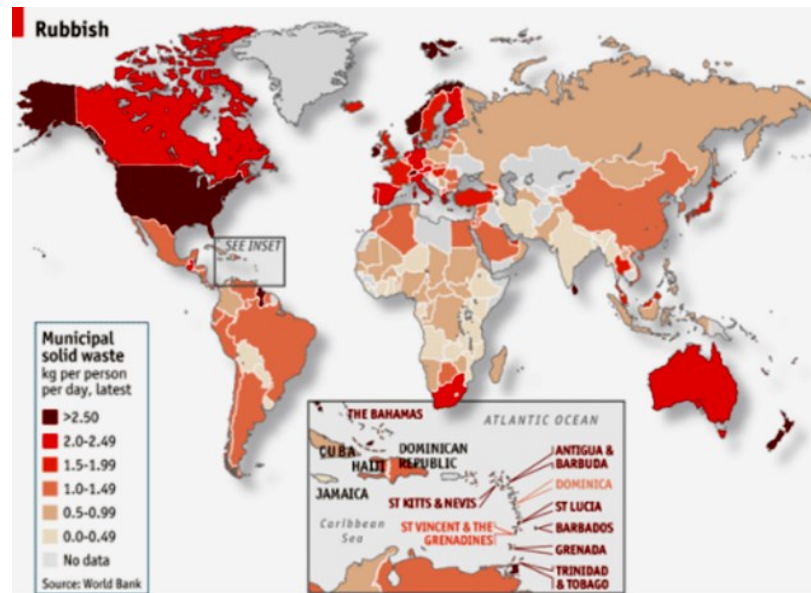 Rubbish
SEE INSET
Municipal
solid waste
kg per person
per day, latest
>2.50
2.0-2.49
1.5-1.99
1.0-1.49
0.5-0.99
0.0-0.49
No data
Source: World Bank
THE BAHAMAS
ATLANTIC OCEAN
CUBA
HAITI
DOMINICAN
REPUBLIC
JAMAICA
ANTIGUA &
BARBUDA
DOMINICA
ST KITTS & NEVIS
ST LUCIA
Caribbean
Sea
ST VINCENT & THE
GRENADINES
BARBADOS
GRENADA
TRINIDAD
& TOBAGO